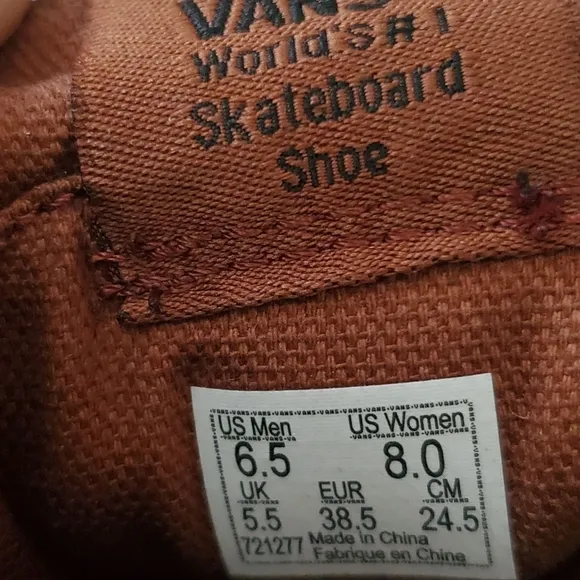 VANS
World's #1
Skateboard
Shoe
US Men US Women
6.5 8.0
UK EUR CM
5.5 38.5 24.5
721277 Made in China
Fabriqué en Chine